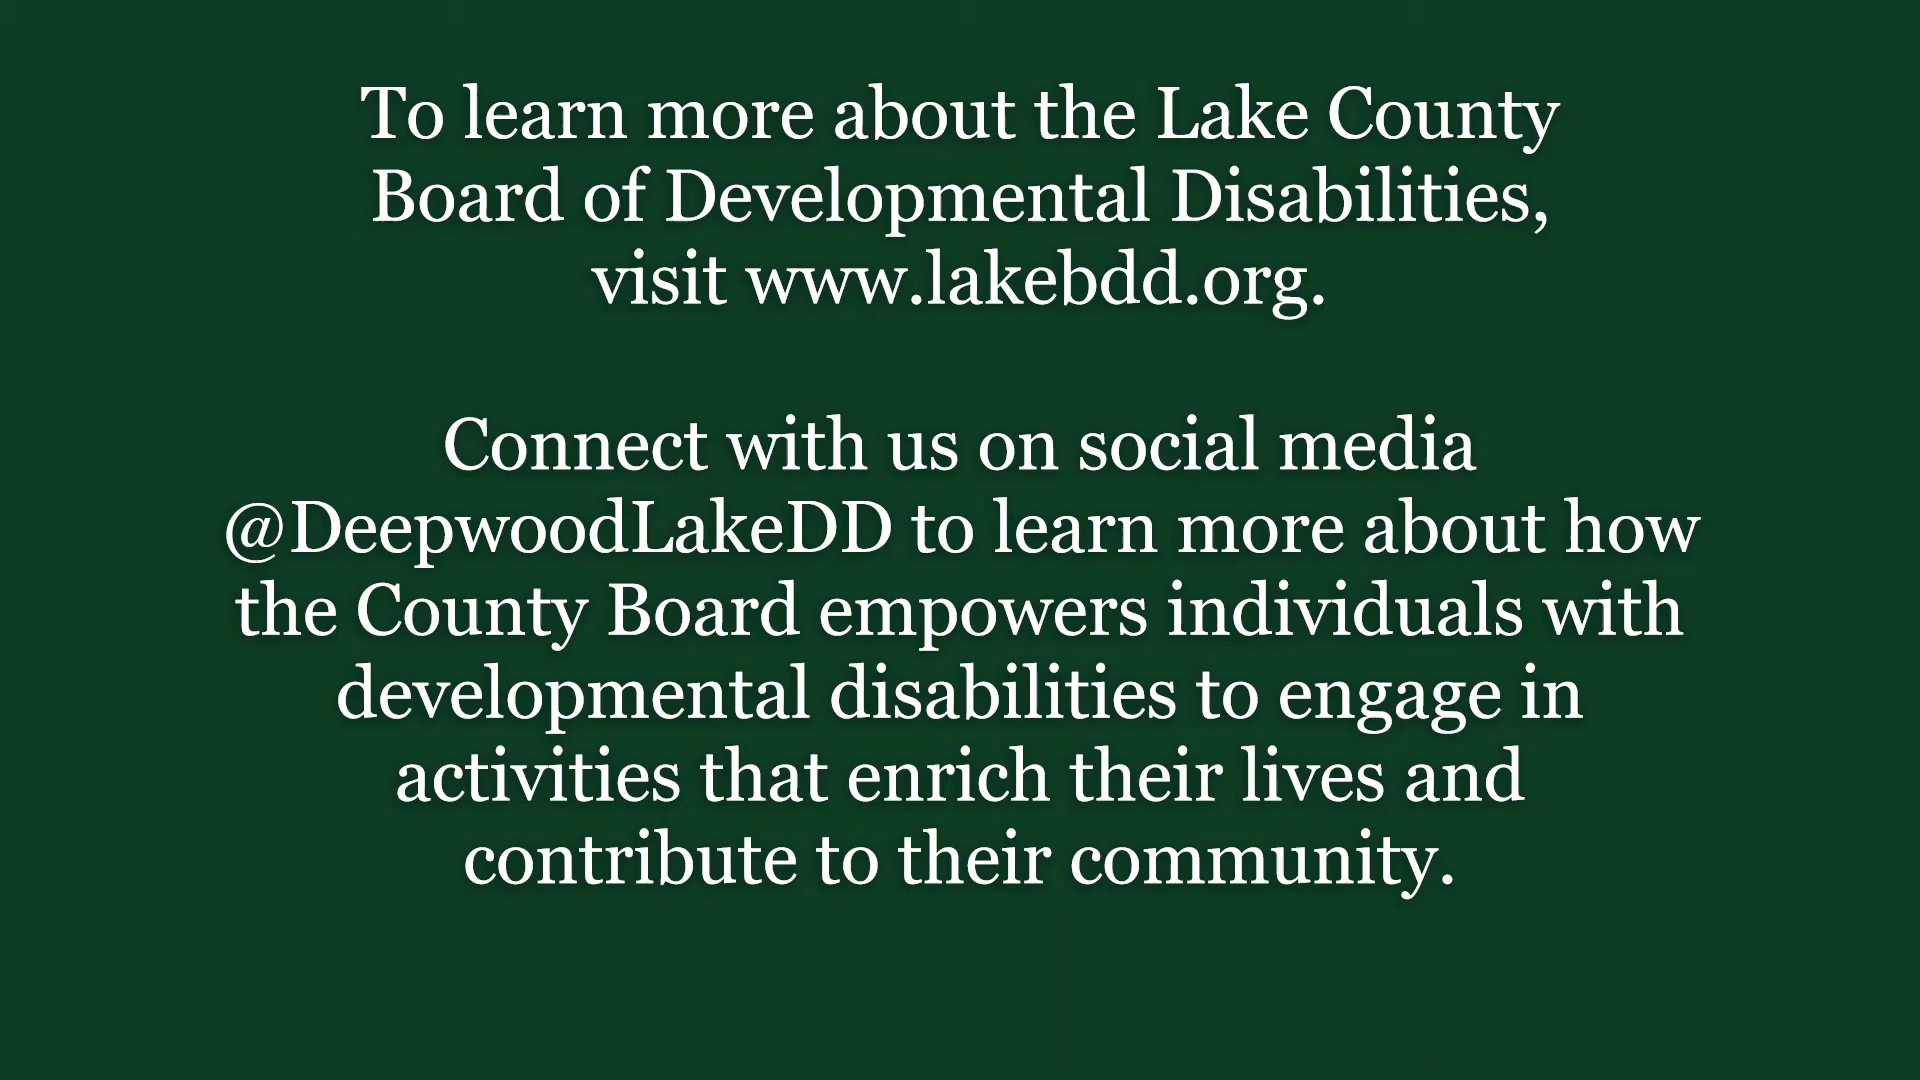 To learn more about the Lake County
Board of Developmental Disabilities,
visit www.lakebdd.org.
Connect with us on social media
@DeepwoodLakeDD to learn more about how
the County Board empowers individuals with
developmental disabilities to engage in
activities that enrich their lives and
contribute to their community.